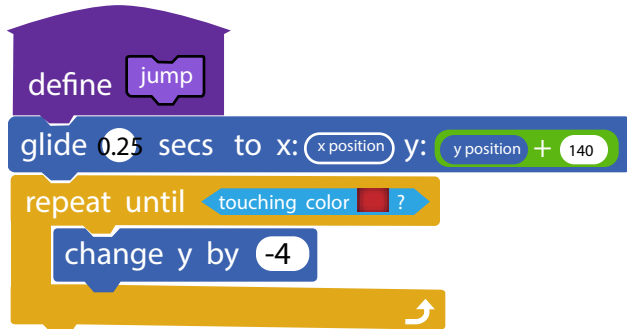 define jump
glide 0.25 secs to x: x position y: y position + 140
repeat until touching color ?
change y by -4